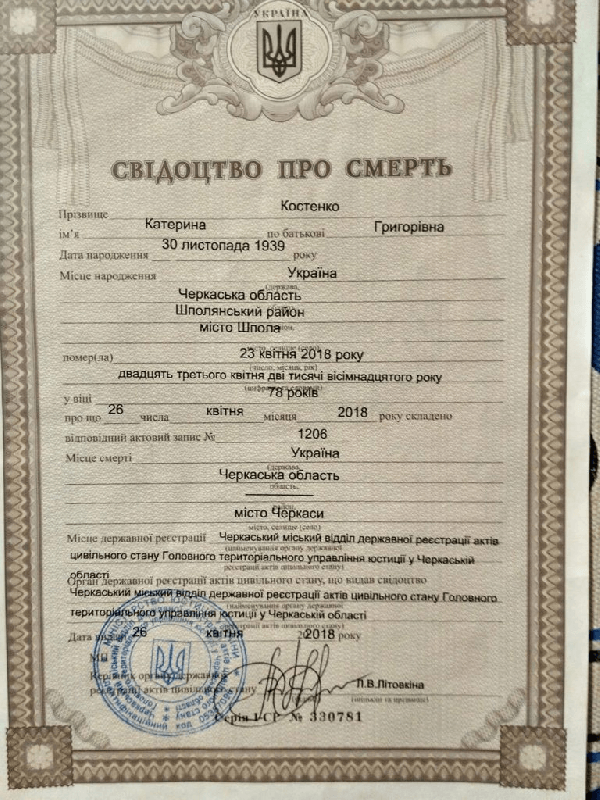 УКРАЇНА
СВІДОЦТВО ПРО СМЕРТЬ
Прізвище Костенко
ім'я Катерина по батькові Григорівна
Дата народження 30 листопада 1939 року
Місце народження Україна
(держава,
Черкаська область
Шполянський район
місто Шпола
місто, селище (село)
помер(ла) 23 квітня 2018 року
(число, місяць, рік)
двадцять третього квітня дві тисячі вісімнадцятого року
(цифрами та словами)
у віці 78 років
про що 26 числа квітня місяця 2018 року складено
відповідний актовий запис № 1206
Місце смерті Україна
(держава,
Черкаська область
область,
місто Черкаси
місто, селище (село)
Місце державної реєстрації Черкаський міський відділ державної реєстрації актів
(найменування органу державної
цивільного стану Головного територіального управління юстиції у Черкаській
реєстрації актів цивільного стану)
області
Орган державної реєстрації актів цивільного стану, що видав свідоцтво
Черкаський міський відділ державної реєстрації актів цивільного стану Головного
(найменування органу державної
територіального управління юстиції у Черкаській області
реєстрації актів цивільного стану)
Дата видачі 26 квітня 2018 року
МП
Керівник органу державної
реєстрації актів цивільного стану Л.В.Літовкіна
Серія І-СР № 330781